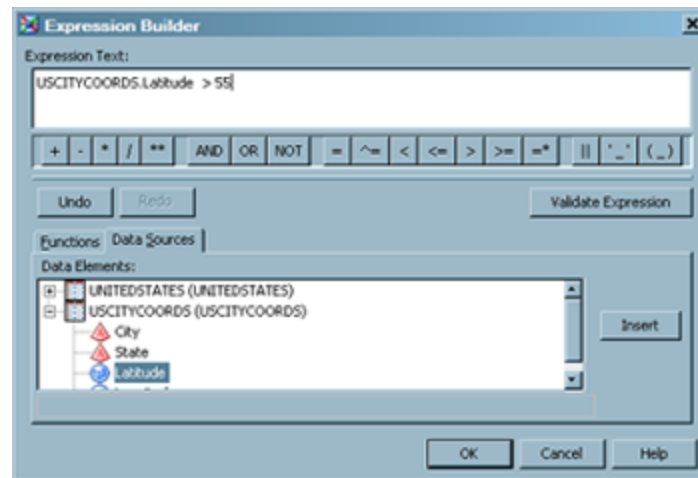 Expression Builder
Expression Text:
USCITYCOORDS.Latitude > 55
+ - * / ** AND OR NOT = ^= < <= > >= =* || '_' (_)
Undo Redo Validate Expression
Functions Data Sources
Data Elements:
UNITEDSTATES (UNITEDSTATES)
USCITYCOORDS (USCITYCOORDS)
City
Insert
State
Latitude
OK Cancel Help